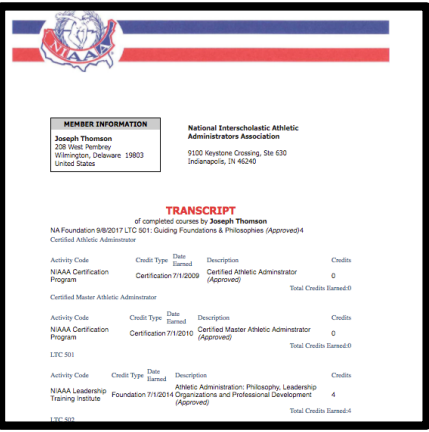 NIAAA
MEMBER INFORMATION
Joseph Thomson
208 West Pembrey
Wilmington, Delaware 19803
United States
National Interscholastic Athletic
Administrators Association
9100 Keystone Crossing, Ste 630
Indianapolis, IN 46240
TRANSCRIPT
of completed courses by Joseph Thomson
NA Foundation 9/8/2017 LTC 501: Guiding Foundations & Philosophies (Approved)4
Certified Athletic Adminstrator
Activity Code Credit Type Date Earned Description Credits
NIAAA Certification Program Certification 7/1/2009 Certified Athletic Adminstrator (Approved) 0
Total Credits Earned:0
Certified Master Athletic Adminstrator
Activity Code Credit Type Date Earned Description Credits
NIAAA Certification Program Certification 7/1/2010 Certified Master Athletic Adminstrator (Approved) 0
Total Credits Earned:0
LTC 501
Activity Code Credit Type Date Earned Description Credits
NIAAA Leadership Training Institute Foundation 7/1/2014 Athletic Administration: Philosophy, Leadership Organizations and Professional Development (Approved) 4
Total Credits Earned:4
LTC 502